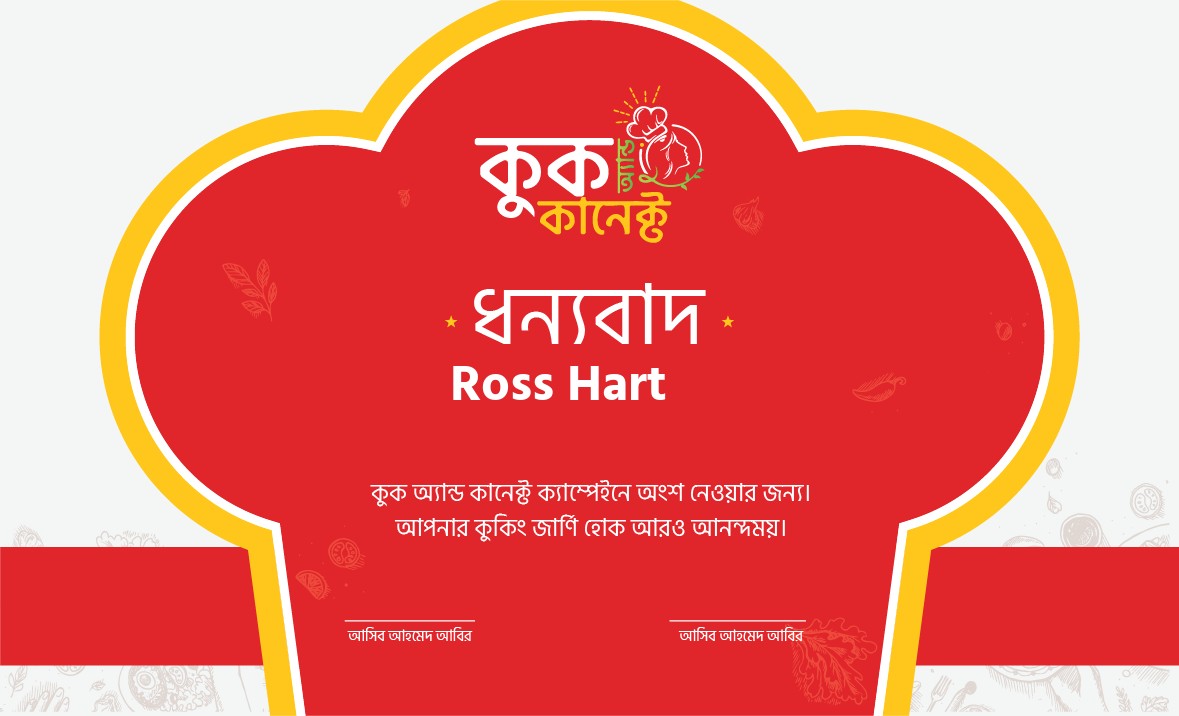 কুক অ্যান্ড
কানেক্ট
ধন্যবাদ
Ross Hart
কুক অ্যান্ড কানেক্ট ক্যাম্পেইনে অংশ নেওয়ার জন্য।
আপনার কুকিং জার্ণি হোক আরও আনন্দময়।
আসিব আহমেদ আবির
আসিব আহমেদ আবির